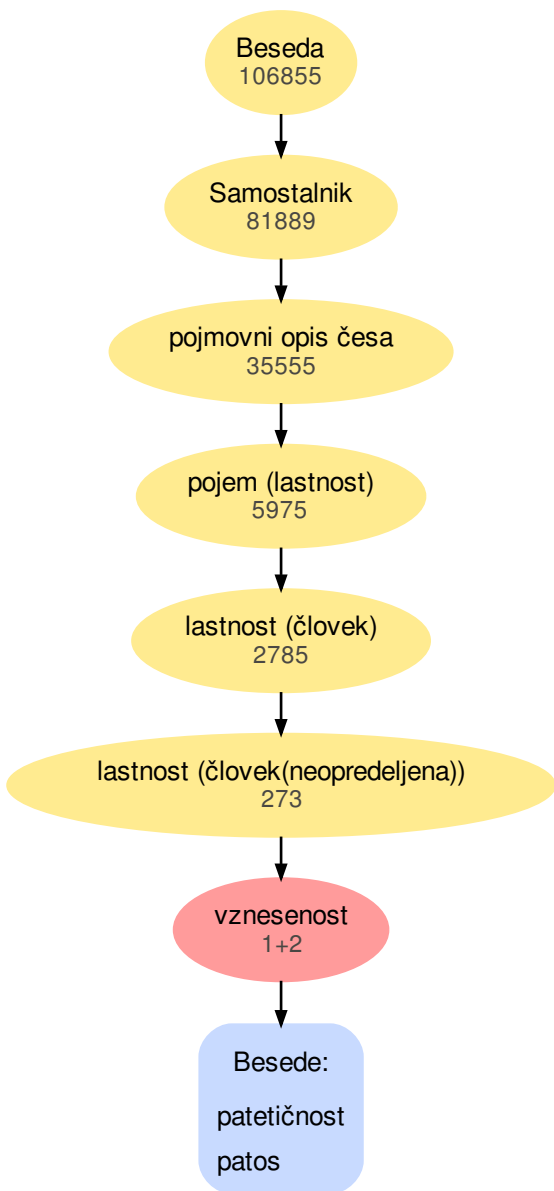 Beseda
106855
Samostalnik
81889
pojmovni opis česa
35555
pojem (lastnost)
5975
lastnost (človek)
2785
lastnost (človek(neopredeljena))
273
vznesenost
1+2
Besede:
patetičnost
patos